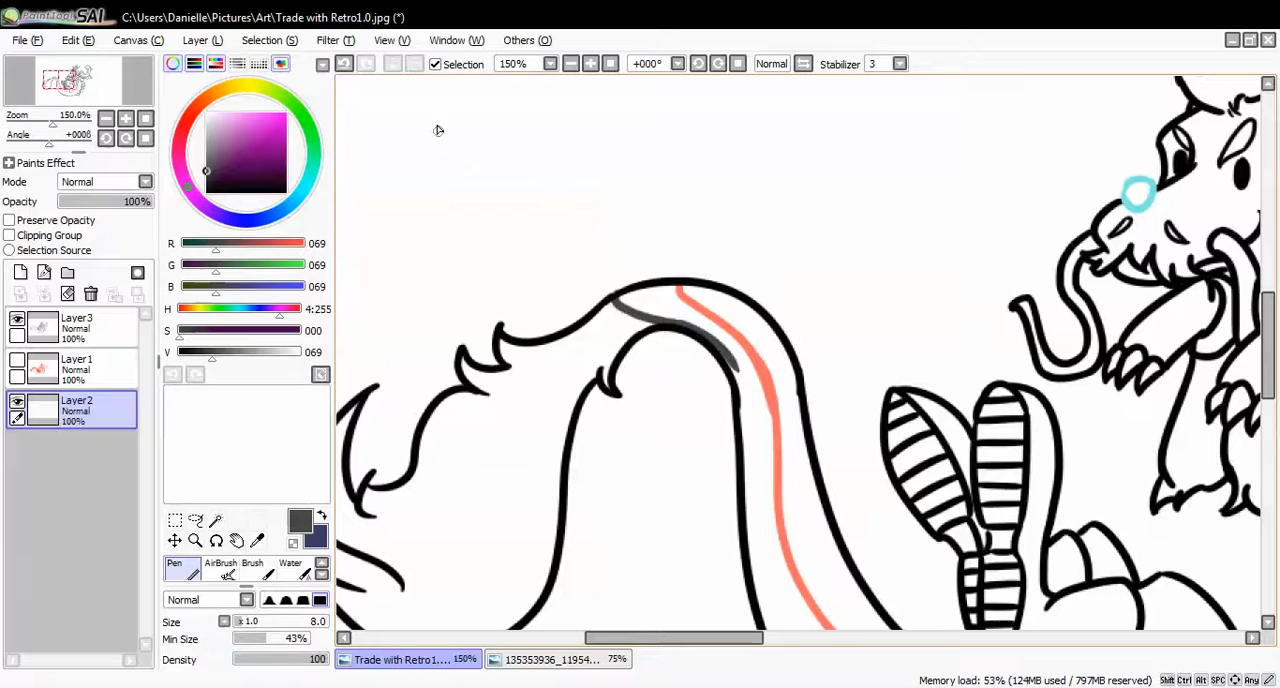 PaintTool SAI C:\Users\Danielle\Pictures\Art\Trade with Retro1.0.jpg (*)
File (F) Edit (E) Canvas (C) Layer (L) Selection (S) Filter (T) View (V) Window (W) Others (O)
Selection 150% +000° Normal Stabilizer 3
Zoom 150.0%
Angle +000ß
Paints Effect
Mode Normal
Opacity 100%
Preserve Opacity
Clipping Group
Selection Source
Layer3
Normal
100%
Layer1
Normal
100%
Layer2
Normal
100%
R 069
G 069
B 069
H 4:255
S 000
V 069
Pen AirBrush Brush Water
Normal
Size x 1.0 8.0
Min Size 43%
Density 100
Trade with Retro1.... 150% 135353936_11954... 75%
Memory load: 53% (124MB used / 797MB reserved) Shift Ctrl Alt SPC Any